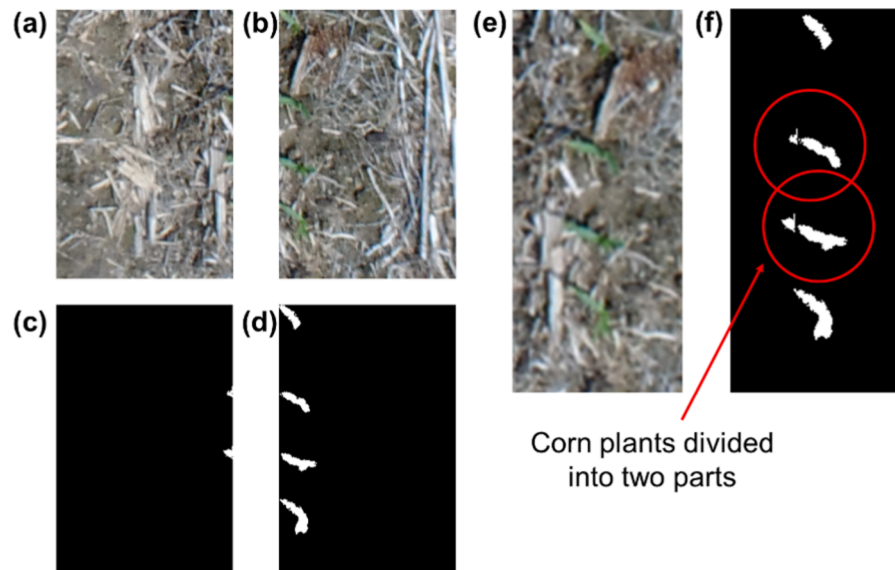 (a)
(b)
(e)
(f)
(c)
(d)
Corn plants divided
into two parts